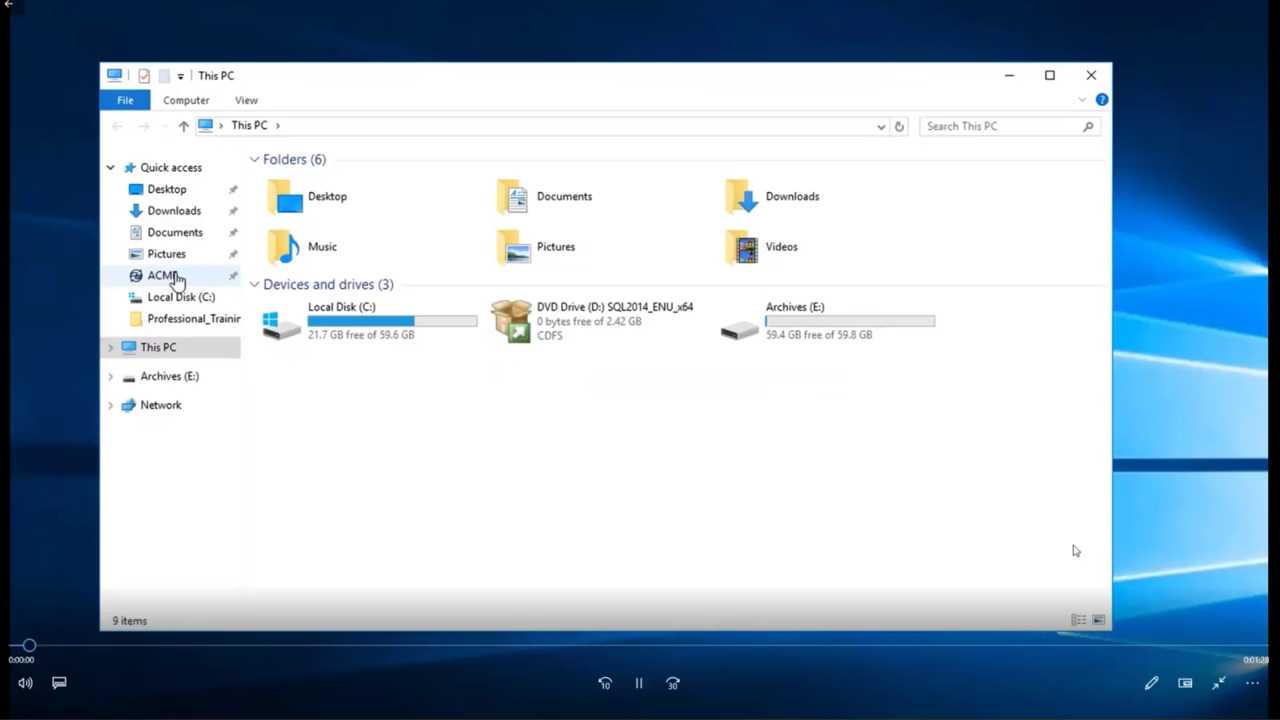 This PC
File Computer View
This PC
Search This PC
Quick access
Desktop
Downloads
Documents
Pictures
Local Disk (C:)
Professional_Trainin
This PC
Archives (E:)
Network
Folders (6)
Desktop Documents Downloads
Music Pictures Videos
Devices and drives (3)
Local Disk (C:)
21.7 GB free of 59.6 GB
DVD Drive (D:) SQL2014_ENU_x64
0 bytes free of 2.42 GB
CDFS
Archives (E:)
59.4 GB free of 59.8 GB
9 items
0:00:00 0:01:28
10 30